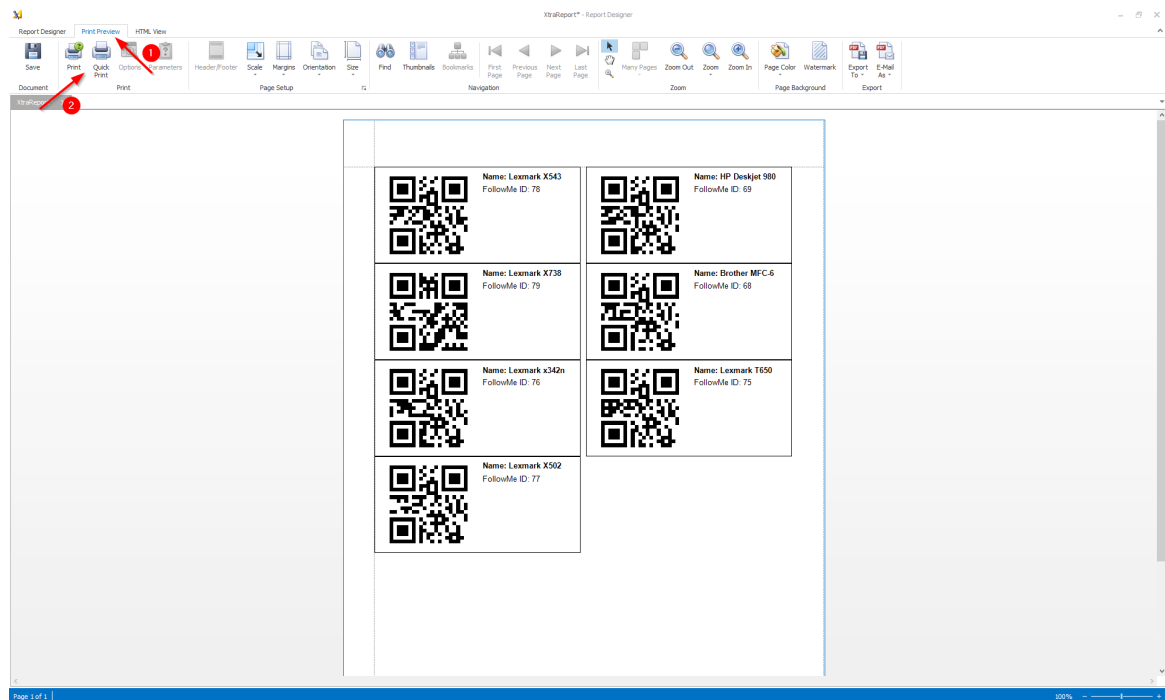 XtraReport* - Report Designer
Report Designer Print Preview HTML View
1
Save Print Quick Print Options Parameters Header/Footer Scale Margins Orientation Size Find Thumbnails Bookmarks First Page Previous Page Next Page Last Page Many Pages Zoom Out Zoom Zoom In Page Color Watermark Export To E-Mail As
Document Print Page Setup Navigation Zoom Page Background Export
2
Name: Lexmark X543
FollowMe ID: 78
Name: HP Deskjet 980
FollowMe ID: 69
Name: Lexmark X738
FollowMe ID: 79
Name: Brother MFC-6
FollowMe ID: 68
Name: Lexmark x342n
FollowMe ID: 76
Name: Lexmark T650
FollowMe ID: 75
Name: Lexmark X502
FollowMe ID: 77
Page 1 of 1
100%